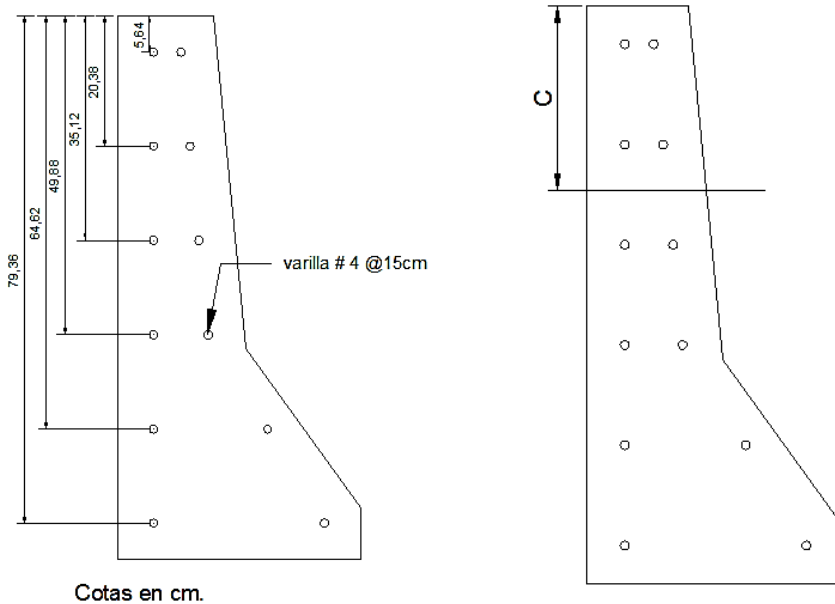 5,64
20,38
35,12
49,88
64,62
79,36
varilla # 4 @15cm
C
Cotas en cm.